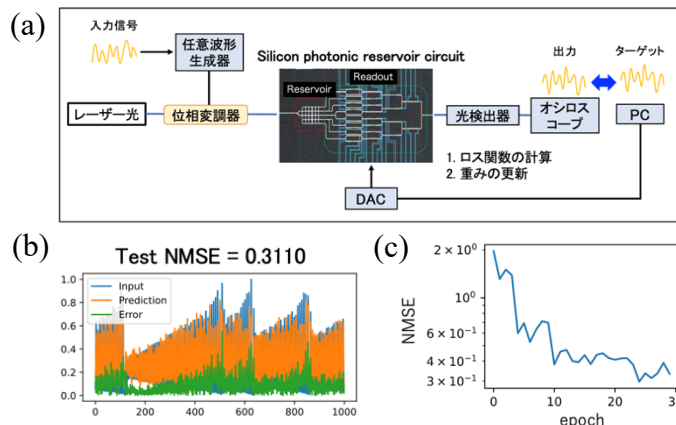 (a)
入力信号
任意波形
生成器
Silicon photonic reservoir circuit
出力
ターゲット
Reservoir
Readout
レーザー光
位相変調器
光検出器
オシロス
コープ
PC
1. ロス関数の計算
2. 重みの更新
DAC
(b)
Test NMSE = 0.3110
Input
Prediction
Error
1.0
0.8
0.6
0.4
0.2
0.0
0
200
400
600
800
1000
(c)
2 × 10⁰
10⁰
6 × 10⁻¹
4 × 10⁻¹
3 × 10⁻¹
NMSE
0
10
20
3
epoch